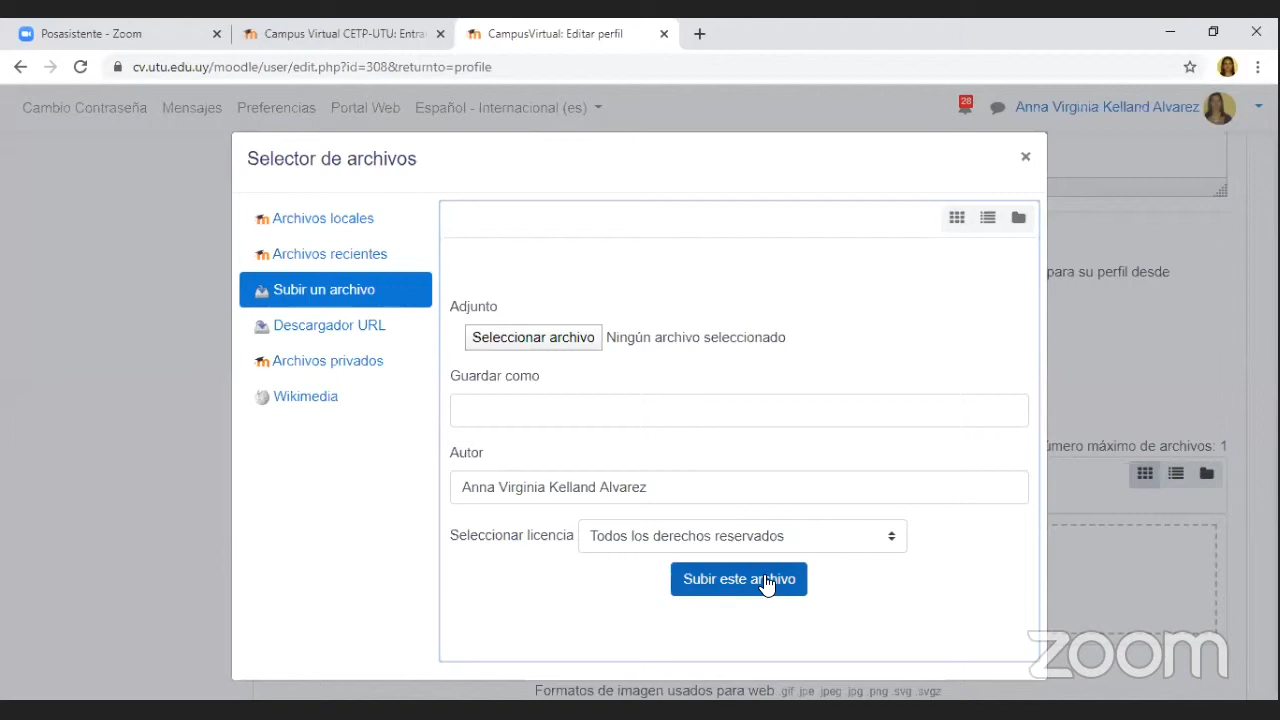 Posasistente - Zoom
Campus Virtual CETP-UTU: Entra
CampusVirtual: Editar perfil
cv.utu.edu.uy/moodle/user/edit.php?id=308&returnto=profile
Cambio Contraseña Mensajes Preferencias Portal Web Español - Internacional (es)
28
Anna Virginia Kelland Alvarez
Selector de archivos
Archivos locales
Archivos recientes
para su perfil desde
Subir un archivo
Adjunto
Descargador URL
Seleccionar archivo Ningún archivo seleccionado
Archivos privados
Guardar como
Wikimedia
úmero máximo de archivos: 1
Autor
Anna Virginia Kelland Alvarez
Seleccionar licencia Todos los derechos reservados
Subir este archivo
zoom
Formatos de imagen usados para web .gif .jpe .jpeg .jpg .png .svg .svgz